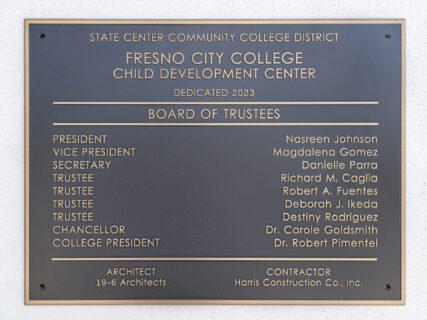 STATE CENTER COMMUNITY COLLEGE DISTRICT
FRESNO CITY COLLEGE
CHILD DEVELOPMENT CENTER
DEDICATED 2023
BOARD OF TRUSTEES
PRESIDENT Nasreen Johnson
VICE PRESIDENT Magdalena Gomez
SECRETARY Danielle Parra
TRUSTEE Richard M. Caglia
TRUSTEE Robert A. Fuentes
TRUSTEE Deborah J. Ikeda
TRUSTEE Destiny Rodriguez
CHANCELLOR Dr. Carole Goldsmith
COLLEGE PRESIDENT Dr. Robert Pimentel
ARCHITECT CONTRACTOR
19-6 Architects Harris Construction Co., Inc.